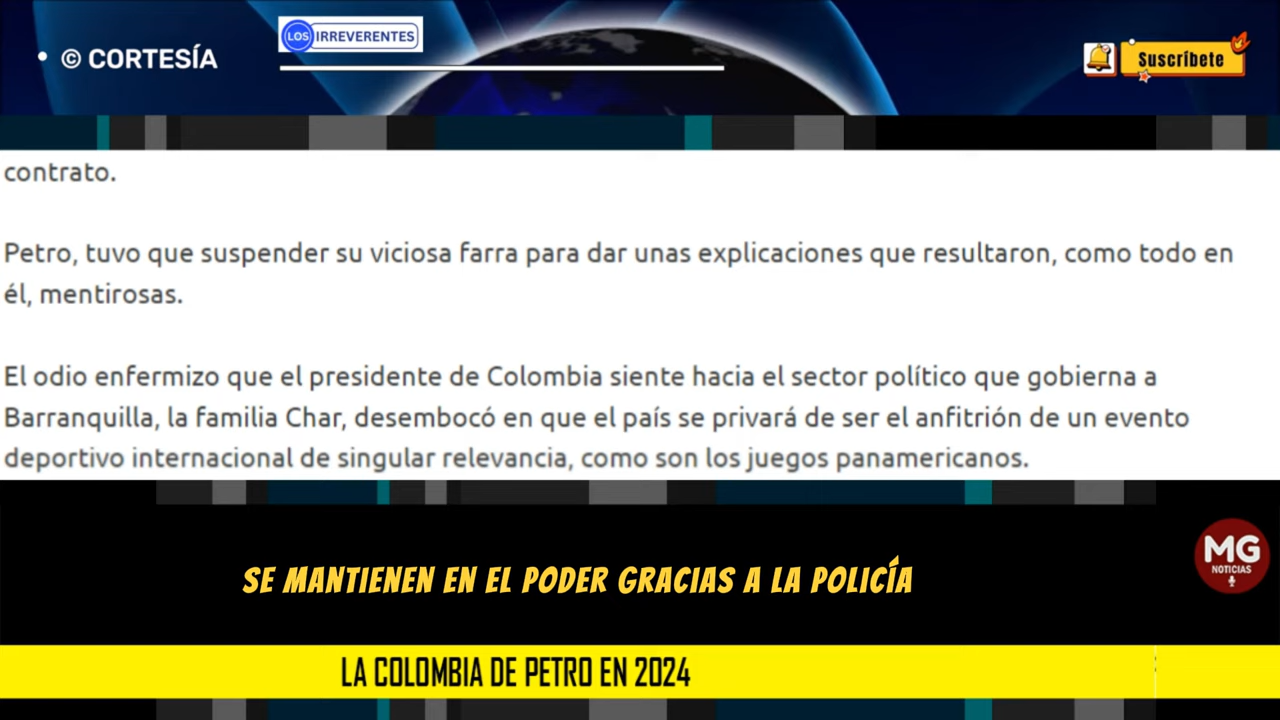 • © CORTESÍA
LOS IRREVERENTES
Suscríbete
contrato.
Petro, tuvo que suspender su viciosa farra para dar unas explicaciones que resultaron, como todo en
él, mentirosas.
El odio enfermizo que el presidente de Colombia siente hacia el sector político que gobierna a
Barranquilla, la familia Char, desembocó en que el país se privará de ser el anfitrión de un evento
deportivo internacional de singular relevancia, como son los juegos panamericanos.
SE MANTIENEN EN EL PODER GRACIAS A LA POLICÍA
MG
NOTICIAS
LA COLOMBIA DE PETRO EN 2024